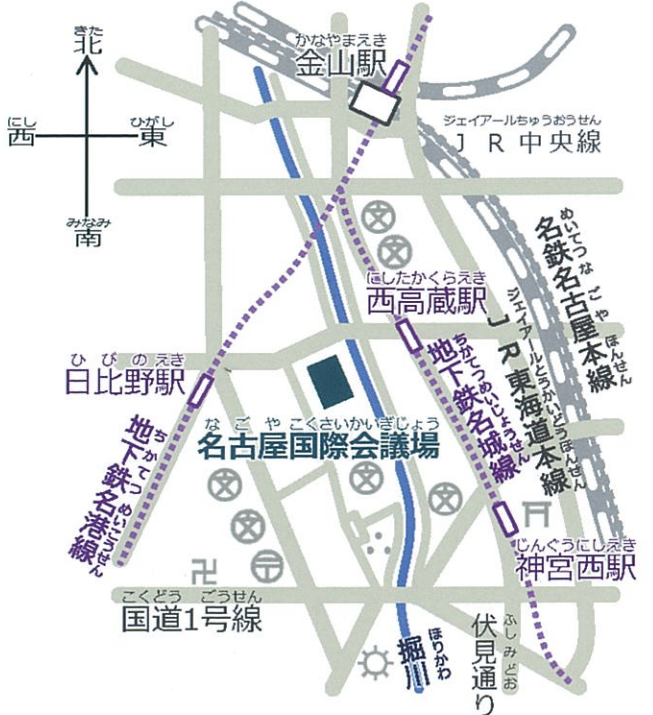 きた
北
にし
西
ひがし
東
みなみ
南
かなやまえき
金山駅
ジェイアールちゅうおうせん
JR中央線
めいてつなごやほんせん
名鉄名古屋本線
にしたかくらえき
西高蔵駅
ジェイアールとうかいどうほんせん
JR東海道本線
ちかてつめいじょうせん
地下鉄名城線
ひびのえき
日比野駅
なごやこくさいかいぎじょう
名古屋国際会議場
ちかてつめいこうせん
地下鉄名港線
じんぐうにしえき
神宮西駅
こくどう ごうせん
国道1号線
ほりかわ
堀川
ふしみどお
伏見通り